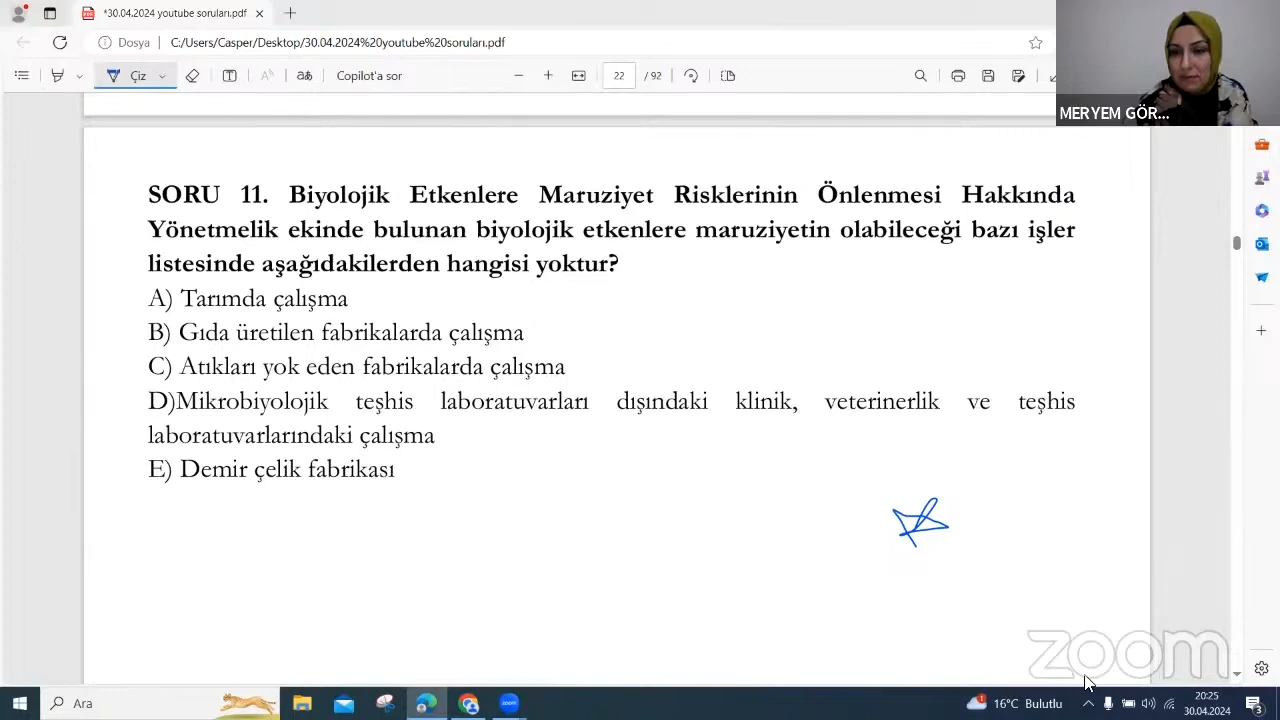 *30.04.2024 youtube soruları.pdf
Dosya C:/Users/Casper/Desktop/30.04.2024%20youtube%20soruları.pdf
Çiz Copilot'a sor 22 / 92
MERYEM GÖR...
SORU 11. Biyolojik Etkenlere Maruziyet Risklerinin Önlenmesi Hakkında
Yönetmelik ekinde bulunan biyolojik etkenlere maruziyetin olabileceği bazı işler
listesinde aşağıdakilerden hangisi yoktur?
A) Tarımda çalışma
B) Gıda üretilen fabrikalarda çalışma
C) Atıkları yok eden fabrikalarda çalışma
D)Mikrobiyolojik teşhis laboratuvarları dışındaki klinik, veterinerlik ve teşhis
laboratuvarlarındaki çalışma
E) Demir çelik fabrikası
zoom
Ara zoom 1 16°C Bulutlu 20:25
30.04.2024 3